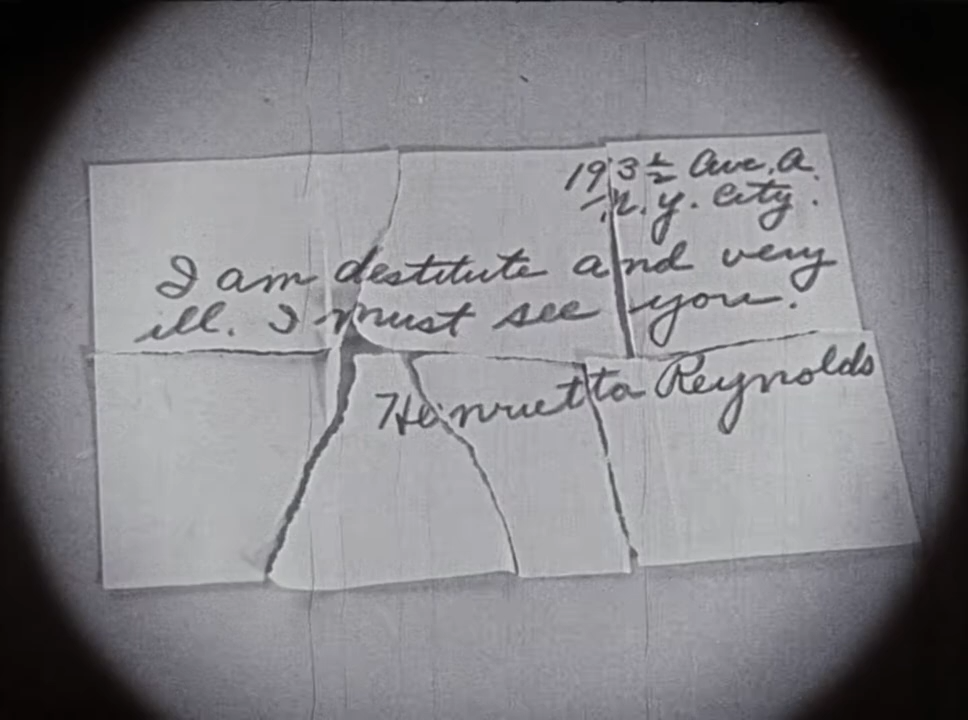 193½ Ave. A.
N. Y. City.
I am destitute and very
ill. I must see you.
Henrietta Reynolds